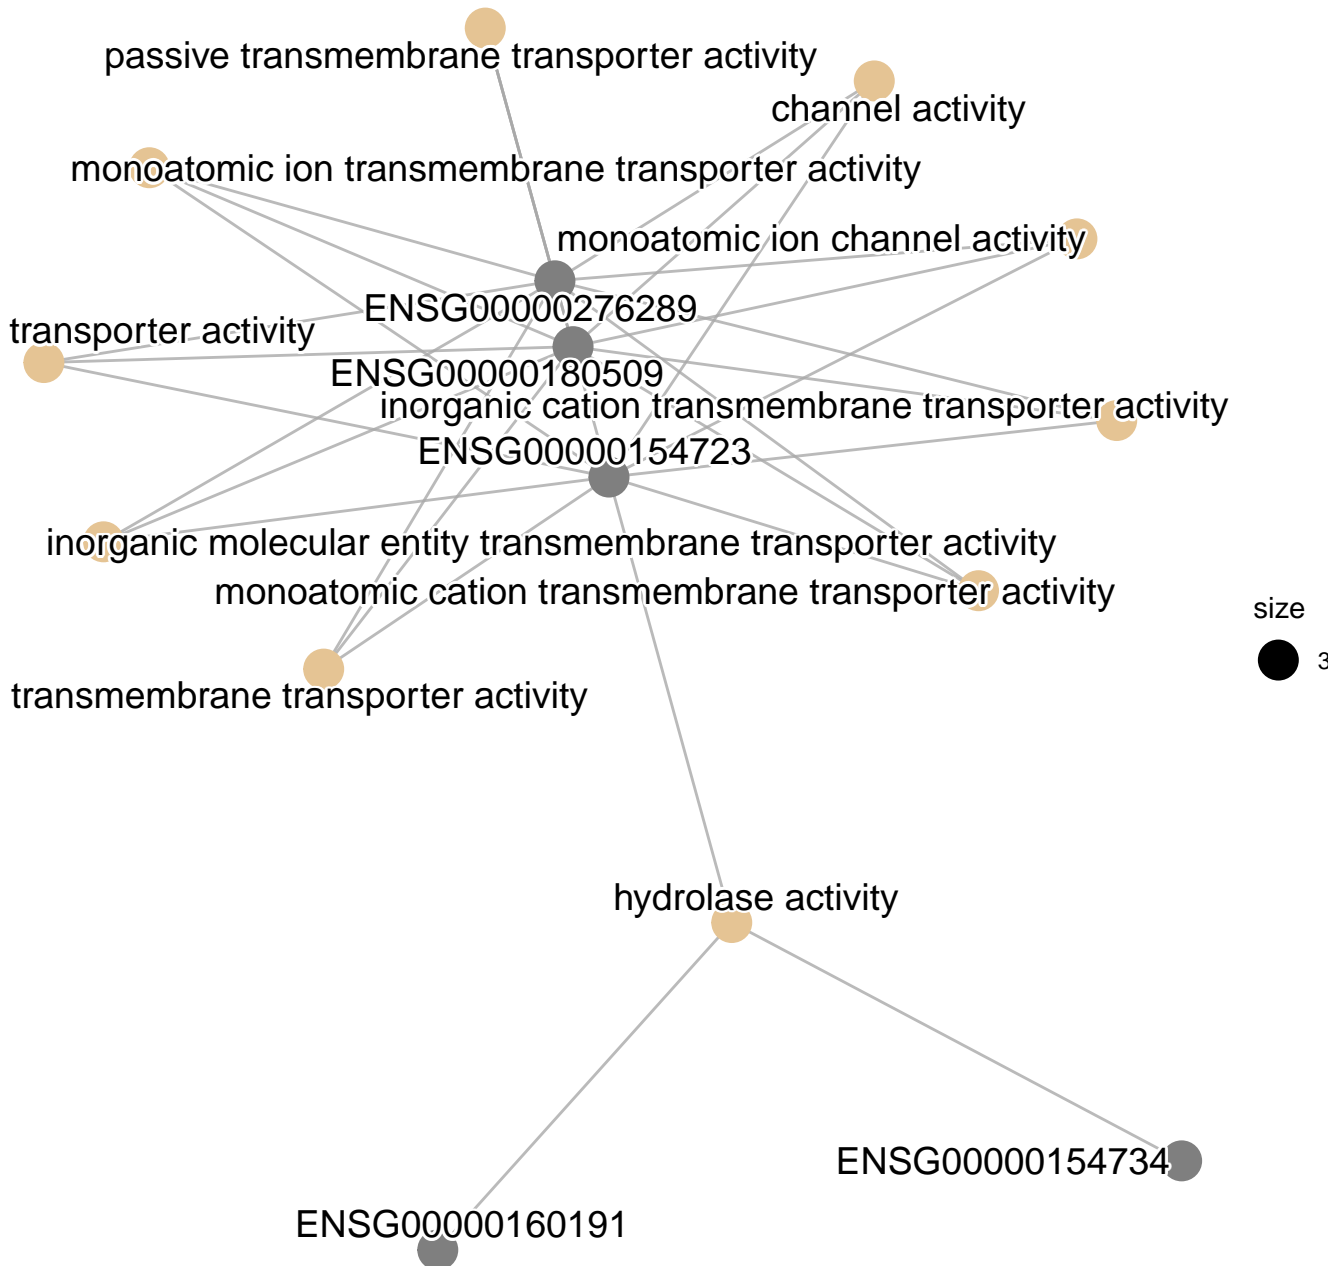 passive transmembrane transporter activity
channel activity
monoatomic ion transmembrane transporter activity
monoatomic ion channel activity
ENSG00000276289
transporter activity
ENSG00000180509
inorganic cation transmembrane transporter activity
ENSG00000154723
inorganic molecular entity transmembrane transporter activity
monoatomic cation transmembrane transporter activity
size
3
transmembrane transporter activity
hydrolase activity
ENSG00000154734
ENSG00000160191